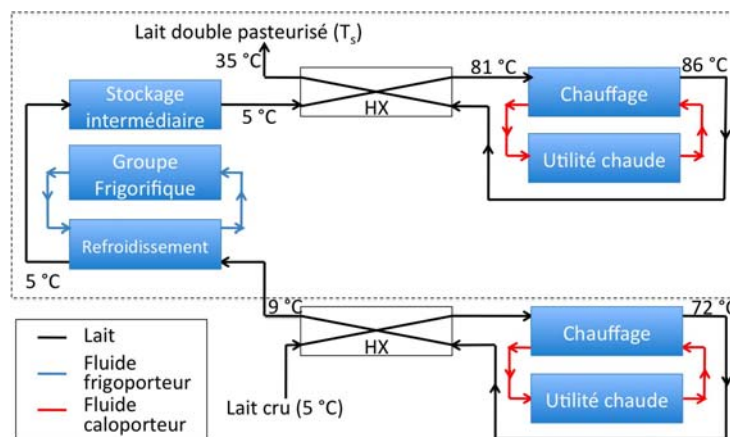 Lait double pasteurisé (Ts)
35 °C
81 °C
86 °C
Stockage
intermédiaire
5 °C
HX
Chauffage
Utilité chaude
Groupe
Frigorifique
Refroidissement
5 °C
9 °C
72 °C
HX
Chauffage
Utilité chaude
Lait cru (5 °C)
Lait
Fluide
frigoporteur
Fluide
caloporteur